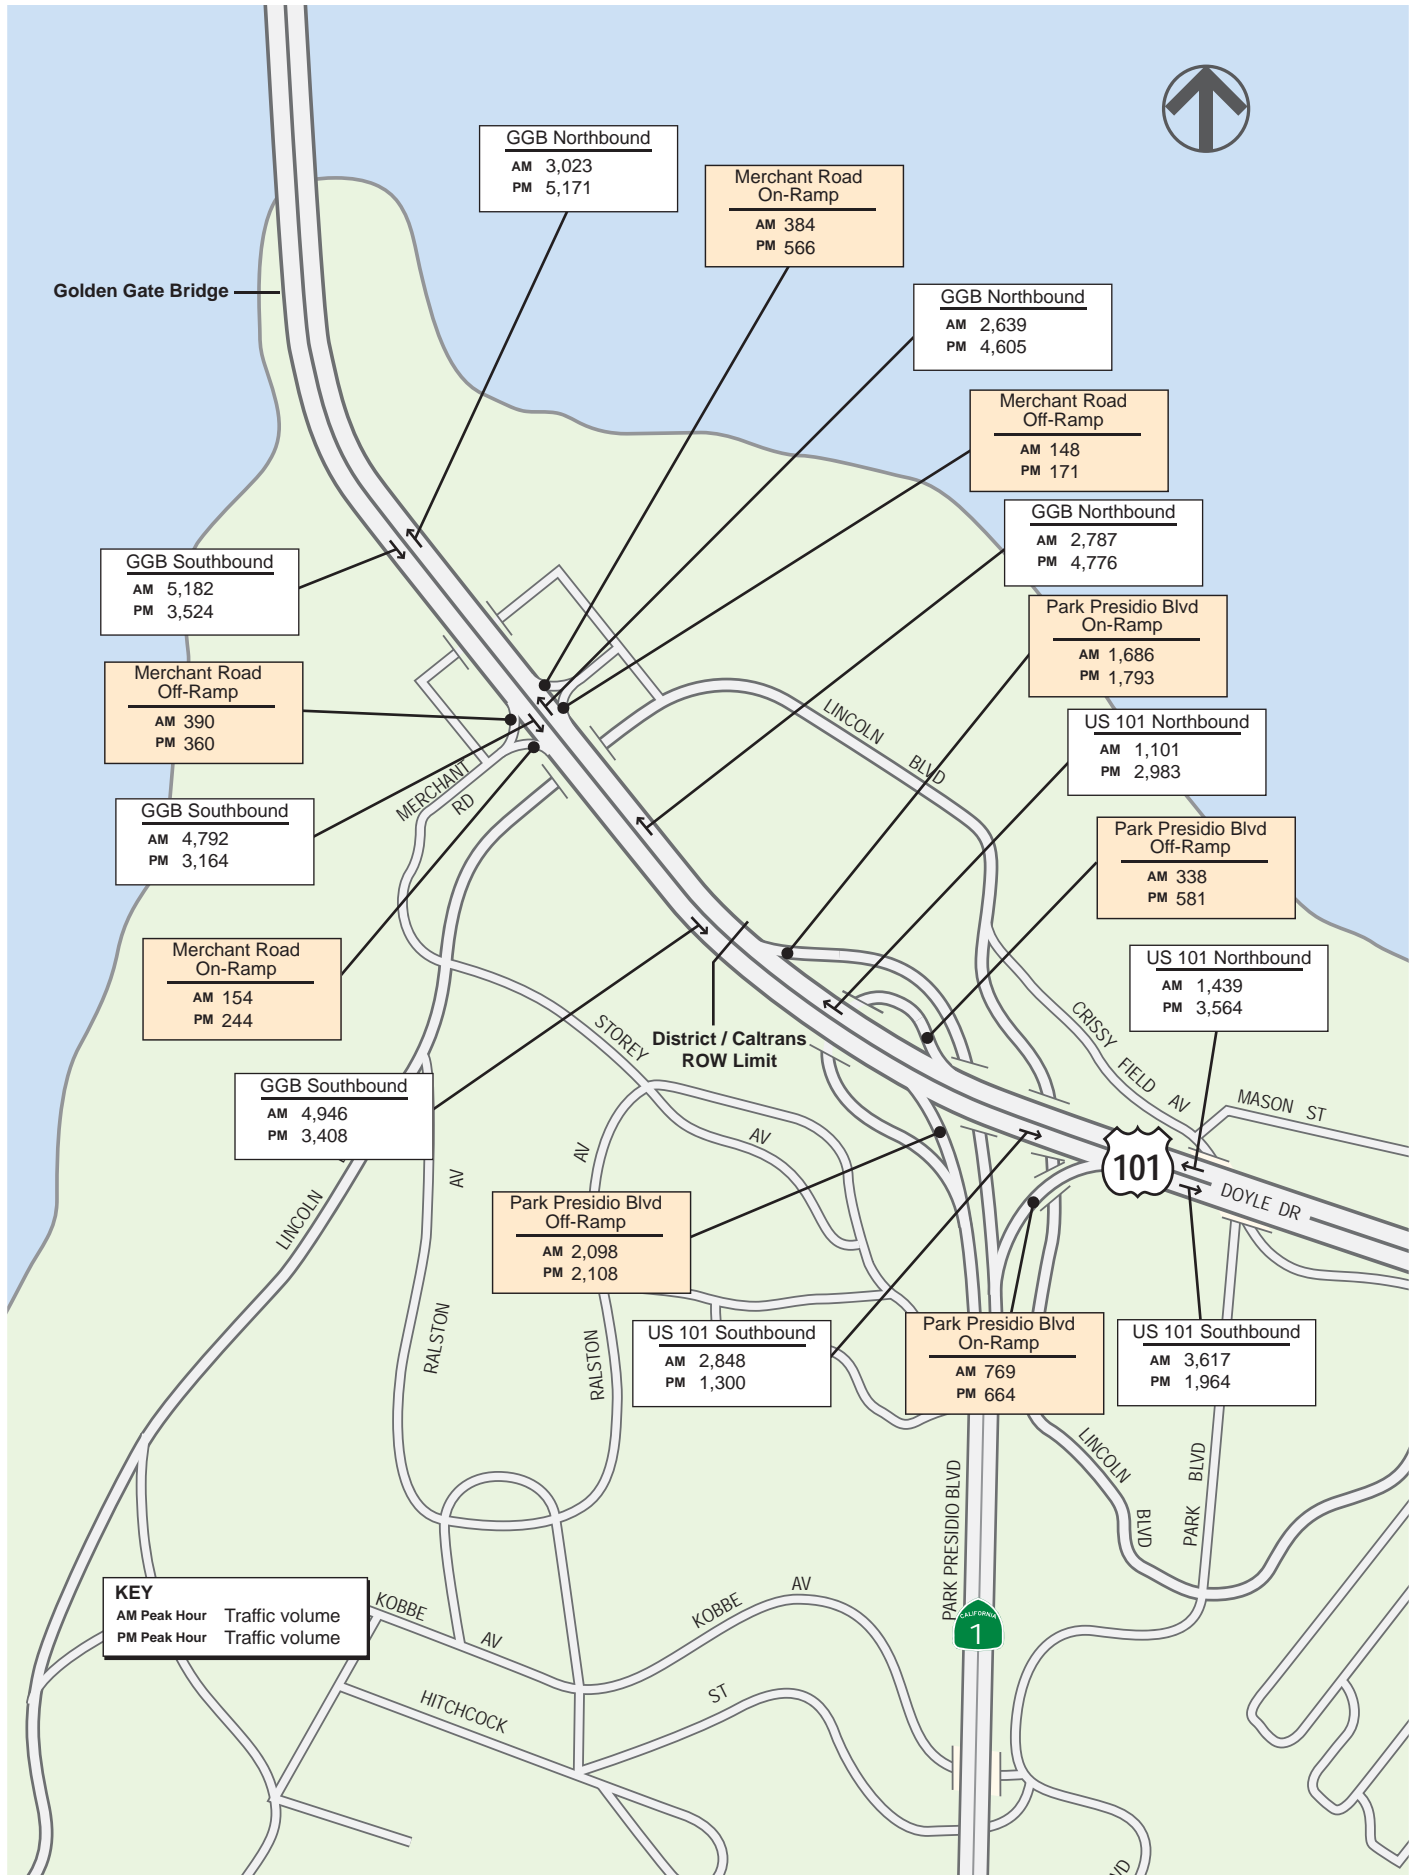 GGB Northbound
AM 3,023
PM 5,171
Merchant Road
On-Ramp
AM 384
PM 566
Golden Gate Bridge
GGB Northbound
AM 2,639
PM 4,605
Merchant Road
Off-Ramp
AM 148
PM 171
GGB Northbound
AM 2,787
PM 4,776
GGB Southbound
AM 5,182
PM 3,524
Park Presidio Blvd
On-Ramp
AM 1,686
PM 1,793
Merchant Road
Off-Ramp
AM 390
PM 360
LINCOLN
BLVD
US 101 Northbound
AM 1,101
PM 2,983
MERCHANT
RD
GGB Southbound
AM 4,792
PM 3,164
Park Presidio Blvd
Off-Ramp
AM 338
PM 581
Merchant Road
On-Ramp
AM 154
PM 244
US 101 Northbound
AM 1,439
PM 3,564
STOREY
AV
District / Caltrans
ROW Limit
CRISSY
FIELD AV
MASON ST
GGB Southbound
AM 4,946
PM 3,408
101
DOYLE DR
AV
AV
LINCOLN
Park Presidio Blvd
Off-Ramp
AM 2,098
PM 2,108
RALSTON
RALSTON
US 101 Southbound
AM 2,848
PM 1,300
Park Presidio Blvd
On-Ramp
AM 769
PM 664
US 101 Southbound
AM 3,617
PM 1,964
LINCOLN
BLVD
PARK BLVD
PARK PRESIDIO BLVD
KEY
AM Peak Hour Traffic volume
PM Peak Hour Traffic volume
KOBBE
AV
KOBBE
AV
CALIFORNIA
1
HITCHCOCK
ST